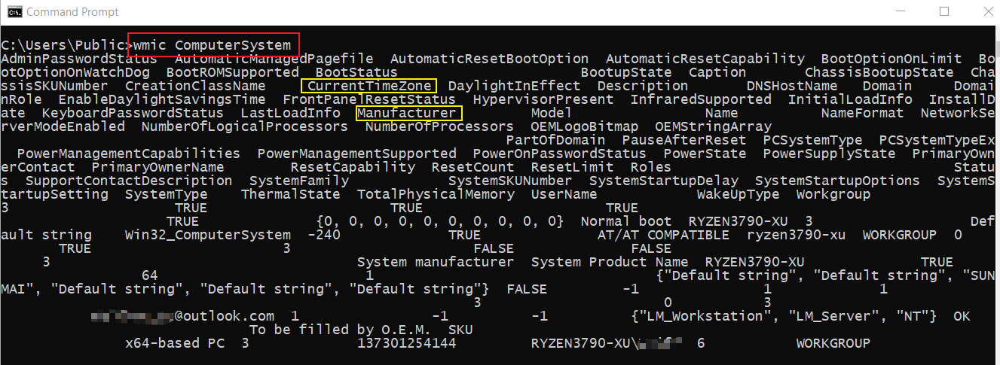 Command Prompt
C:\Users\Public>wmic ComputerSystem
AdminPasswordStatus  AutomaticManagedPagefile  AutomaticResetBootOption  AutomaticResetCapability  BootOptionOnLimit  Bo
otOptionOnWatchDog  BootROMSupported  BootStatus                      BootupState  Caption       ChassisBootupState  Cha
ssisSKUNumber  CreationClassName     CurrentTimeZone  DaylightInEffect  Description        DNSHostName   Domain     Domai
nRole  EnableDaylightSavingsTime  FrontPanelResetStatus  HypervisorPresent  InfraredSupported  InitialLoadInfo  InstallD
ate  KeyboardPasswordStatus  LastLoadInfo  Manufacturer         Model                Name          NameFormat  NetworkSe
rverModeEnabled  NumberOfLogicalProcessors  NumberOfProcessors  OEMLogoBitmap  OEMStringArray
PartOfDomain  PauseAfterReset  PCSystemType  PCSystemTypeEx
PowerManagementCapabilities  PowerManagementSupported  PowerOnPasswordStatus  PowerState  PowerSupplyState  PrimaryOwn
erContact  PrimaryOwnerName        ResetCapability  ResetCount  ResetLimit  Roles                                  Statu
s  SupportContactDescription  SystemFamily            SystemSKUNumber  SystemStartupDelay  SystemStartupOptions  SystemS
tartupSetting  SystemType    ThermalState  TotalPhysicalMemory  UserName            WakeUpType  Workgroup
3                    TRUE                      TRUE                      TRUE
TRUE              {0, 0, 0, 0, 0, 0, 0, 0, 0, 0}  Normal boot  RYZEN3790-XU  3                   Def
ault string    Win32_ComputerSystem  -240             TRUE              AT/AT COMPATIBLE  ryzen3790-xu  WORKGROUP  0
TRUE                       3                      FALSE              FALSE
3                                     System manufacturer  System Product Name  RYZEN3790-XU              TRUE
64                         1                                  {"Default string", "Default string", "SUN
MAI", "Default string", "Default string", "Default string"}  FALSE         -1               1             1
3                      0           3
@outlook.com  1                -1          -1          {"LM_Workstation", "LM_Server", "NT"}  OK
To be filled by O.E.M.  SKU
x64-based PC  3             137301254144         RYZEN3790-XU\  6           WORKGROUP